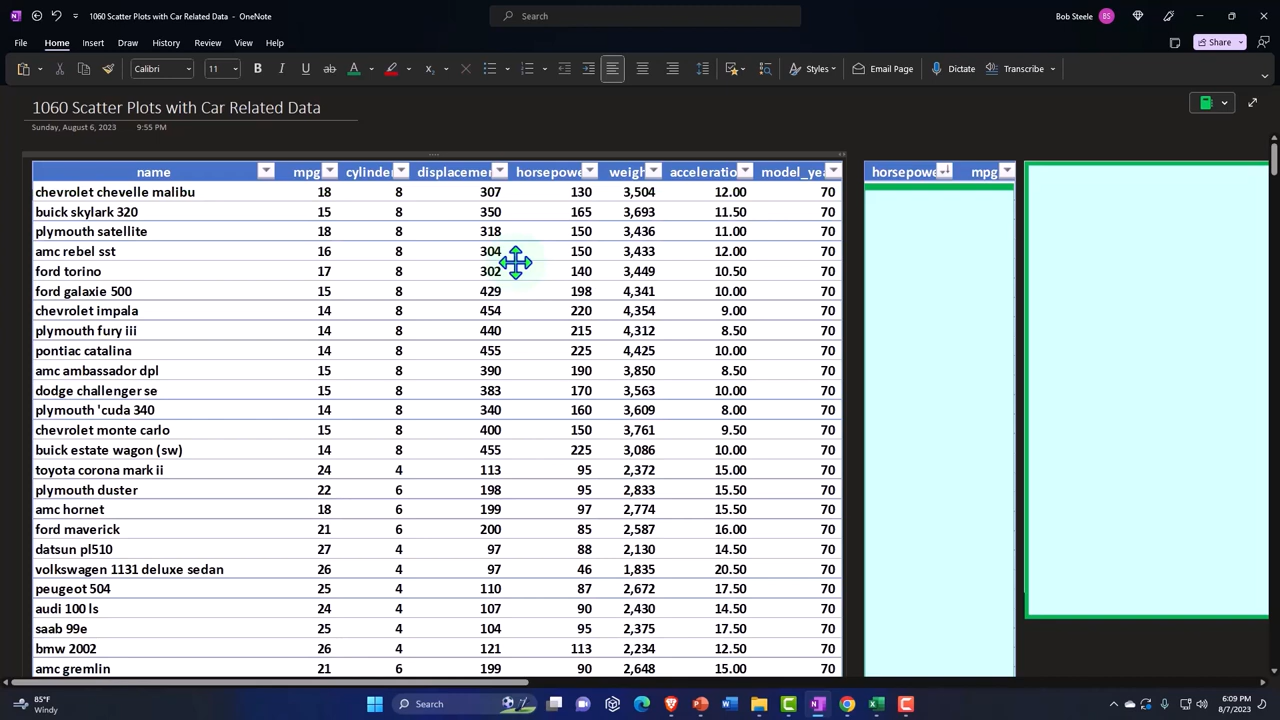 1060 Scatter Plots with Car Related Data - OneNote
Search
Bob Steele BS
File Home Insert Draw History Review View Help
Share
Calibri 11 B I U ab A Styles Email Page Dictate Transcribe
1060 Scatter Plots with Car Related Data
Sunday, August 6, 2023 9:55 PM
name mpg cylinder displacemen horsepowe weigh acceleratio model_yea horsepowe mpg
chevrolet chevelle malibu 18 8 307 130 3,504 12.00 70
buick skylark 320 15 8 350 165 3,693 11.50 70
plymouth satellite 18 8 318 150 3,436 11.00 70
amc rebel sst 16 8 304 150 3,433 12.00 70
ford torino 17 8 302 140 3,449 10.50 70
ford galaxie 500 15 8 429 198 4,341 10.00 70
chevrolet impala 14 8 454 220 4,354 9.00 70
plymouth fury iii 14 8 440 215 4,312 8.50 70
pontiac catalina 14 8 455 225 4,425 10.00 70
amc ambassador dpl 15 8 390 190 3,850 8.50 70
dodge challenger se 15 8 383 170 3,563 10.00 70
plymouth 'cuda 340 14 8 340 160 3,609 8.00 70
chevrolet monte carlo 15 8 400 150 3,761 9.50 70
buick estate wagon (sw) 14 8 455 225 3,086 10.00 70
toyota corona mark ii 24 4 113 95 2,372 15.00 70
plymouth duster 22 6 198 95 2,833 15.50 70
amc hornet 18 6 199 97 2,774 15.50 70
ford maverick 21 6 200 85 2,587 16.00 70
datsun pl510 27 4 97 88 2,130 14.50 70
volkswagen 1131 deluxe sedan 26 4 97 46 1,835 20.50 70
peugeot 504 25 4 110 87 2,672 17.50 70
audi 100 ls 24 4 107 90 2,430 14.50 70
saab 99e 25 4 104 95 2,375 17.50 70
bmw 2002 26 4 121 113 2,234 12.50 70
amc gremlin 21 6 199 90 2,648 15.00 70
85°F
Windy
Search
6:09 PM
8/7/2023